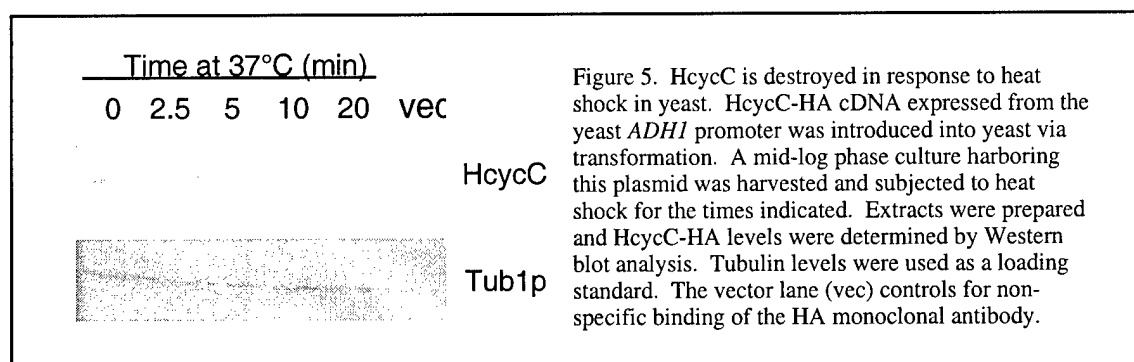 Time at 37°C (min)
0 2.5 5 10 20 vec
HcycC
Tub1p
Figure 5. HcycC is destroyed in response to heat
shock in yeast. HcycC-HA cDNA expressed from the
yeast ADH1 promoter was introduced into yeast via
transformation. A mid-log phase culture harboring
this plasmid was harvested and subjected to heat
shock for the times indicated. Extracts were prepared
and HcycC-HA levels were determined by Western
blot analysis. Tubulin levels were used as a loading
standard. The vector lane (vec) controls for non-
specific binding of the HA monoclonal antibody.